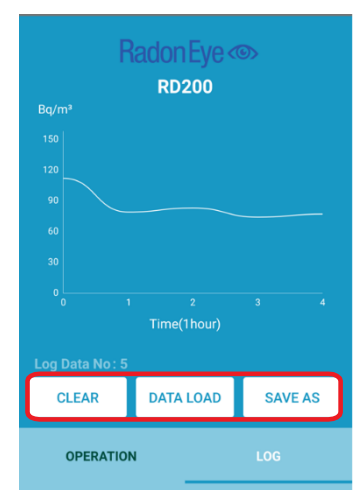 RadonEye
RD200
Bq/m³
150
120
90
60
30
0
0 1 2 3 4
Time(1hour)
Log Data No: 5
CLEAR DATA LOAD SAVE AS
OPERATION LOG